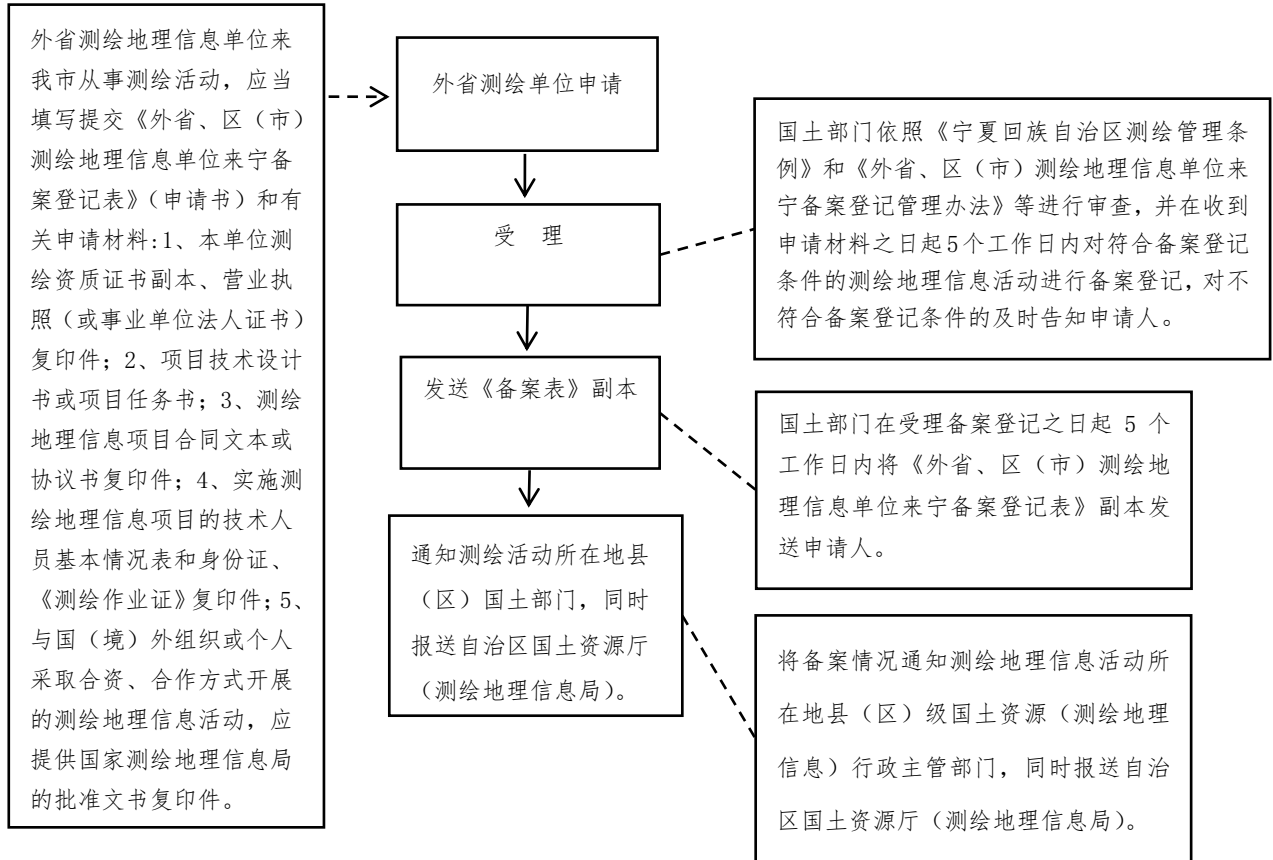 外省测绘地理信息单位来
我市从事测绘活动，应当
填写提交《外省、区（市）
测绘地理信息单位来宁备
案登记表》（申请书）和有
关申请材料:1、本单位测
绘资质证书副本、营业执
照（或事业单位法人证书）
复印件；2、项目技术设计
书或项目任务书；3、测绘
地理信息项目合同文本或
协议书复印件；4、实施测
绘地理信息项目的技术人
员基本情况表和身份证、
《测绘作业证》复印件；5、
与国（境）外组织或个人
采取合资、合作方式开展
的测绘地理信息活动，应
提供国家测绘地理信息局
的批准文书复印件。
外省测绘单位申请
受 理
国土部门依照《宁夏回族自治区测绘管理条
例》和《外省、区（市）测绘地理信息单位来
宁备案登记管理办法》等进行审查，并在收到
申请材料之日起5个工作日内对符合备案登记
条件的测绘地理信息活动进行备案登记，对不
符合备案登记条件的及时告知申请人。
发送《备案表》副本
国土部门在受理备案登记之日起 5 个
工作日内将《外省、区（市）测绘地
理信息单位来宁备案登记表》副本发
送申请人。
通知测绘活动所在地县
（区）国土部门，同时
报送自治区国土资源厅
（测绘地理信息局）。
将备案情况通知测绘地理信息活动所
在地县（区）级国土资源（测绘地理
信息）行政主管部门，同时报送自治
区国土资源厅（测绘地理信息局）。